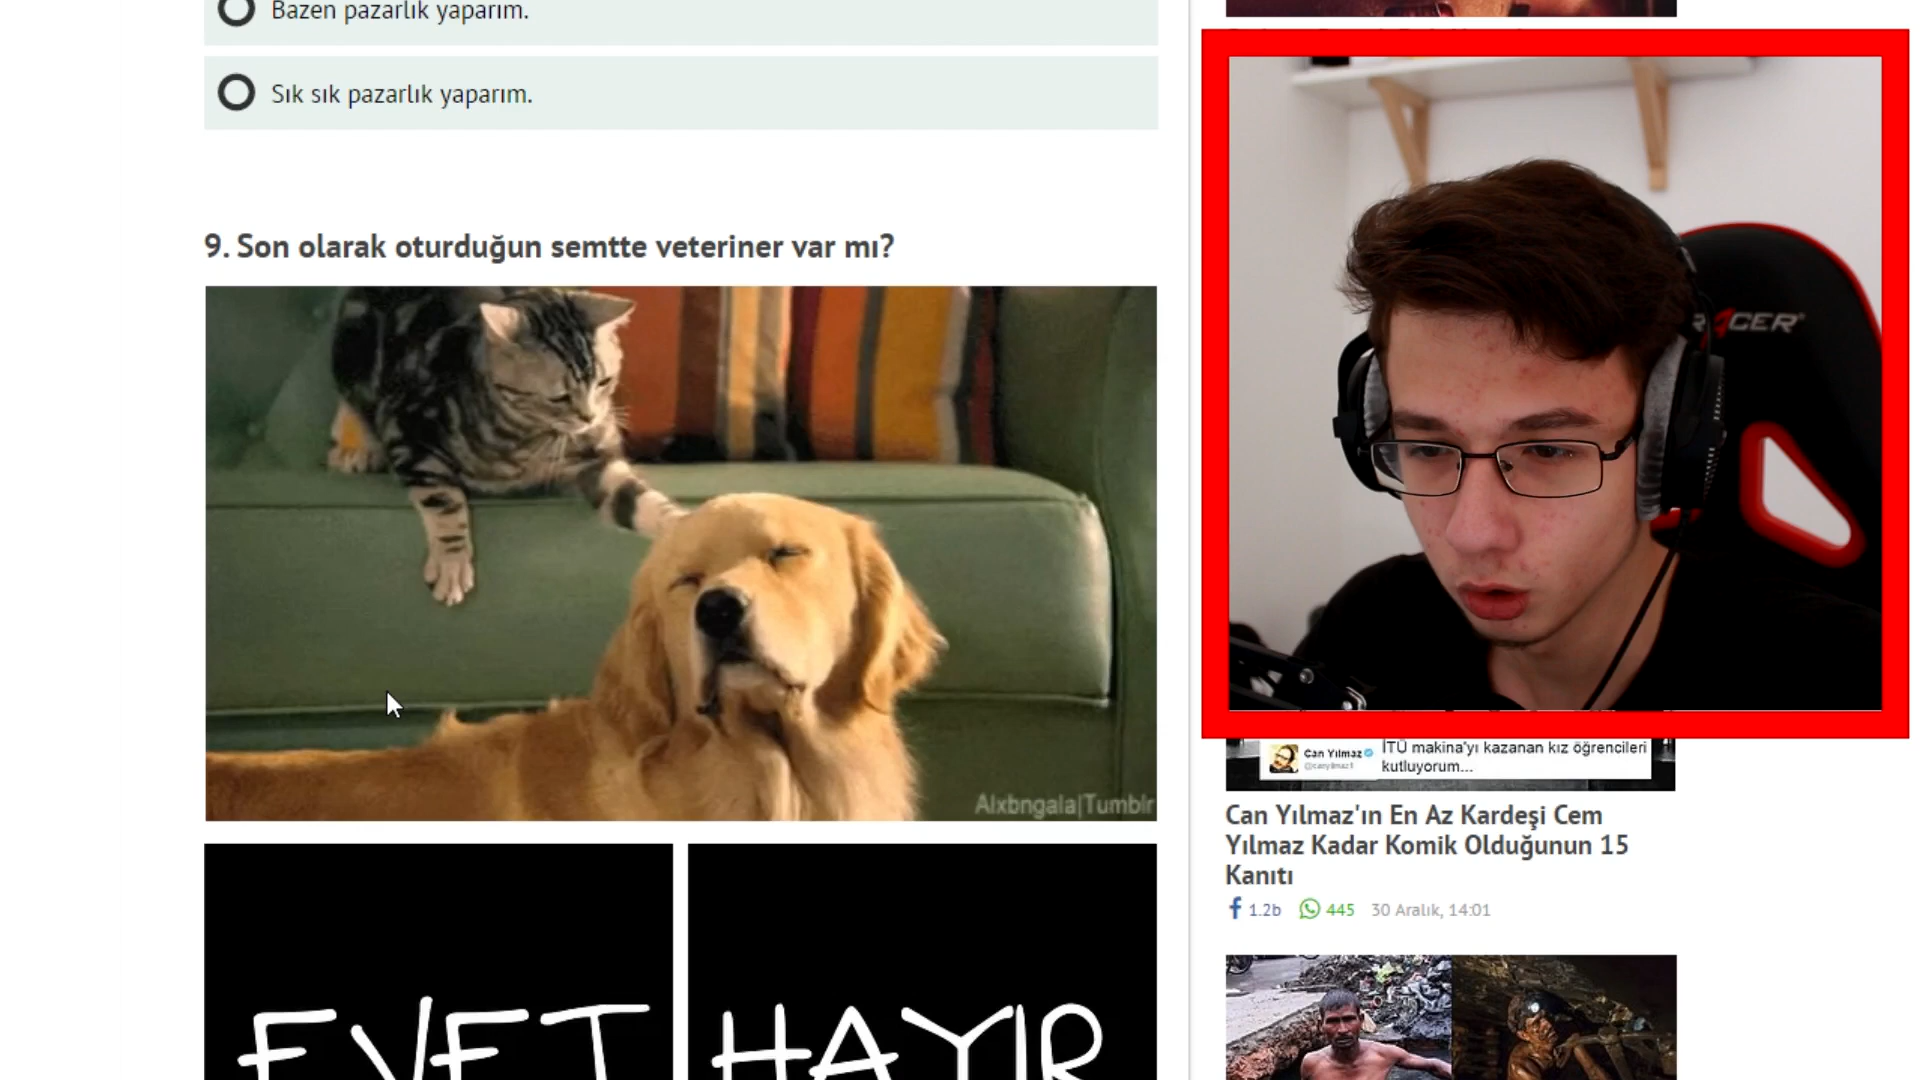 Bazen pazarlık yaparım.
Sık sık pazarlık yaparım.
9. Son olarak oturduğun semtte veteriner var mı?
Alxbngala|Tumblr
EVET
HAYIR
RACER
Can Yılmaz
İTÜ makina'yı kazanan kız öğrencileri
kutluyorum...
Can Yılmaz'ın En Az Kardeşi Cem
Yılmaz Kadar Komik Olduğunun 15
Kanıtı
1.2b 445 30 Aralık, 14:01